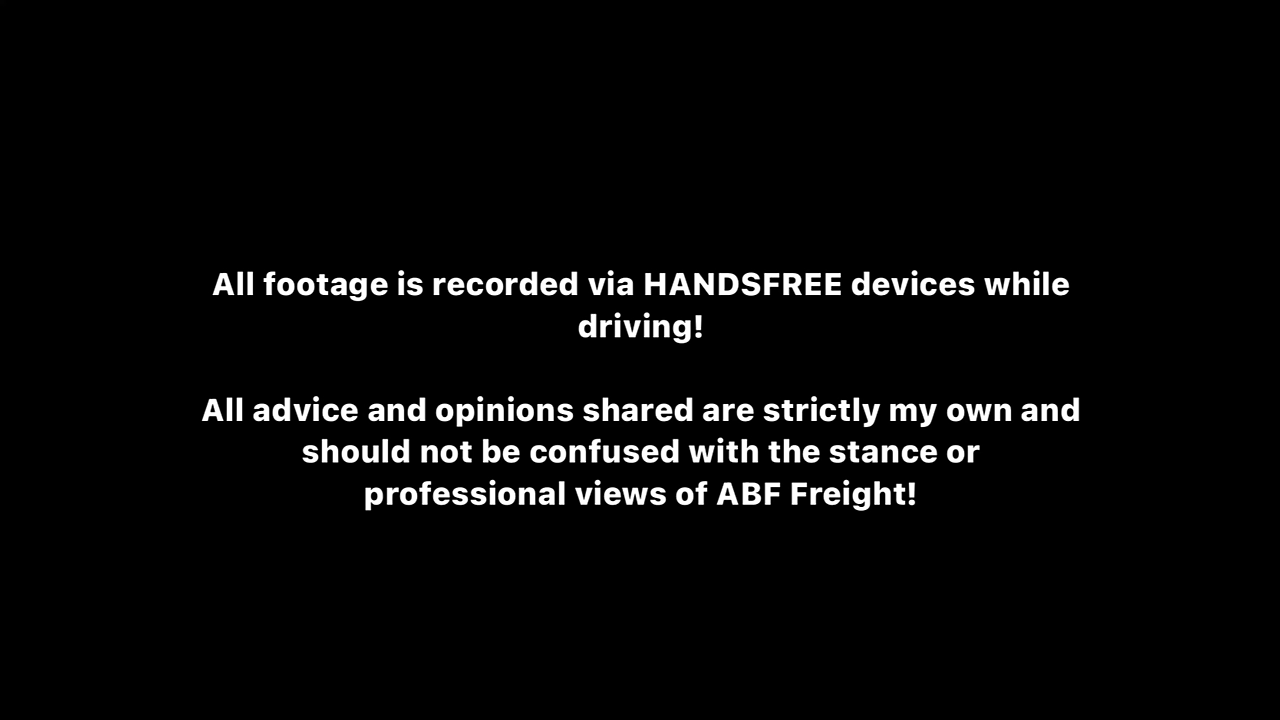 All footage is recorded via HANDSFREE devices while
driving!
All advice and opinions shared are strictly my own and
should not be confused with the stance or
professional views of ABF Freight!